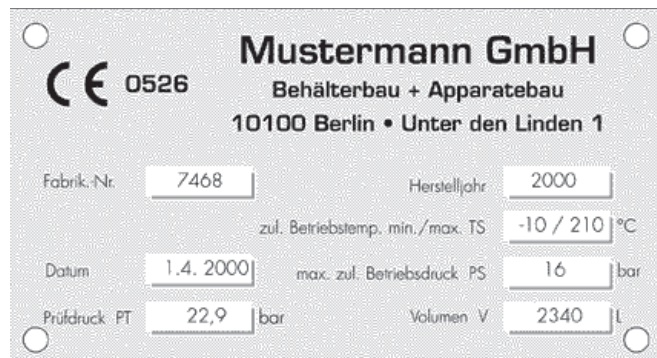 Mustermann GmbH
CE 0526
Behälterbau + Apparatebau
10100 Berlin • Unter den Linden 1
Fabrik.-Nr. 7468 Herstelljahr 2000
zul. Betriebstemp. min./max. TS -10 / 210 °C
Datum 1.4. 2000 max. zul. Betriebsdruck PS 16 bar
Prüfdruck PT 22,9 bar Volumen V 2340 L